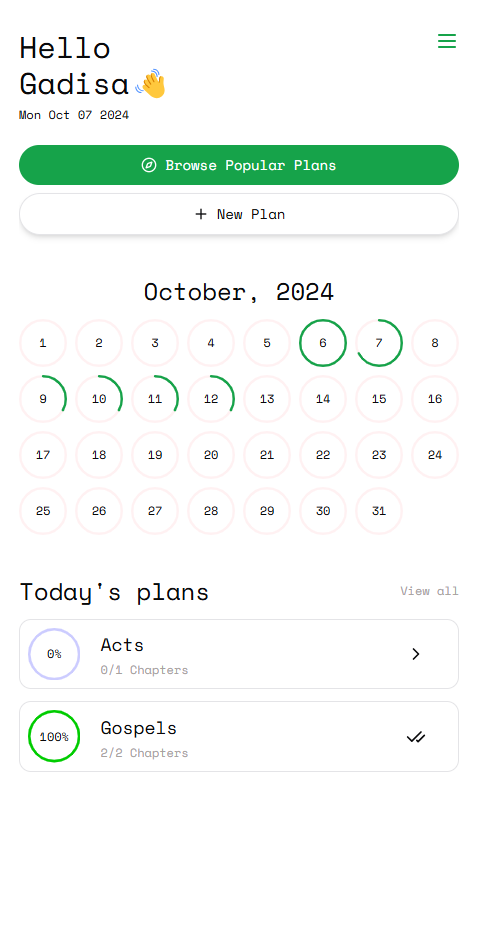 Hello
Gadisa👋
Mon Oct 07 2024
Browse Popular Plans
+ New Plan
October, 2024
1 2 3 4 5 6 7 8
9 10 11 12 13 14 15 16
17 18 19 20 21 22 23 24
25 26 27 28 29 30 31
Today's plans View all
0% Acts
0/1 Chapters
100% Gospels
2/2 Chapters